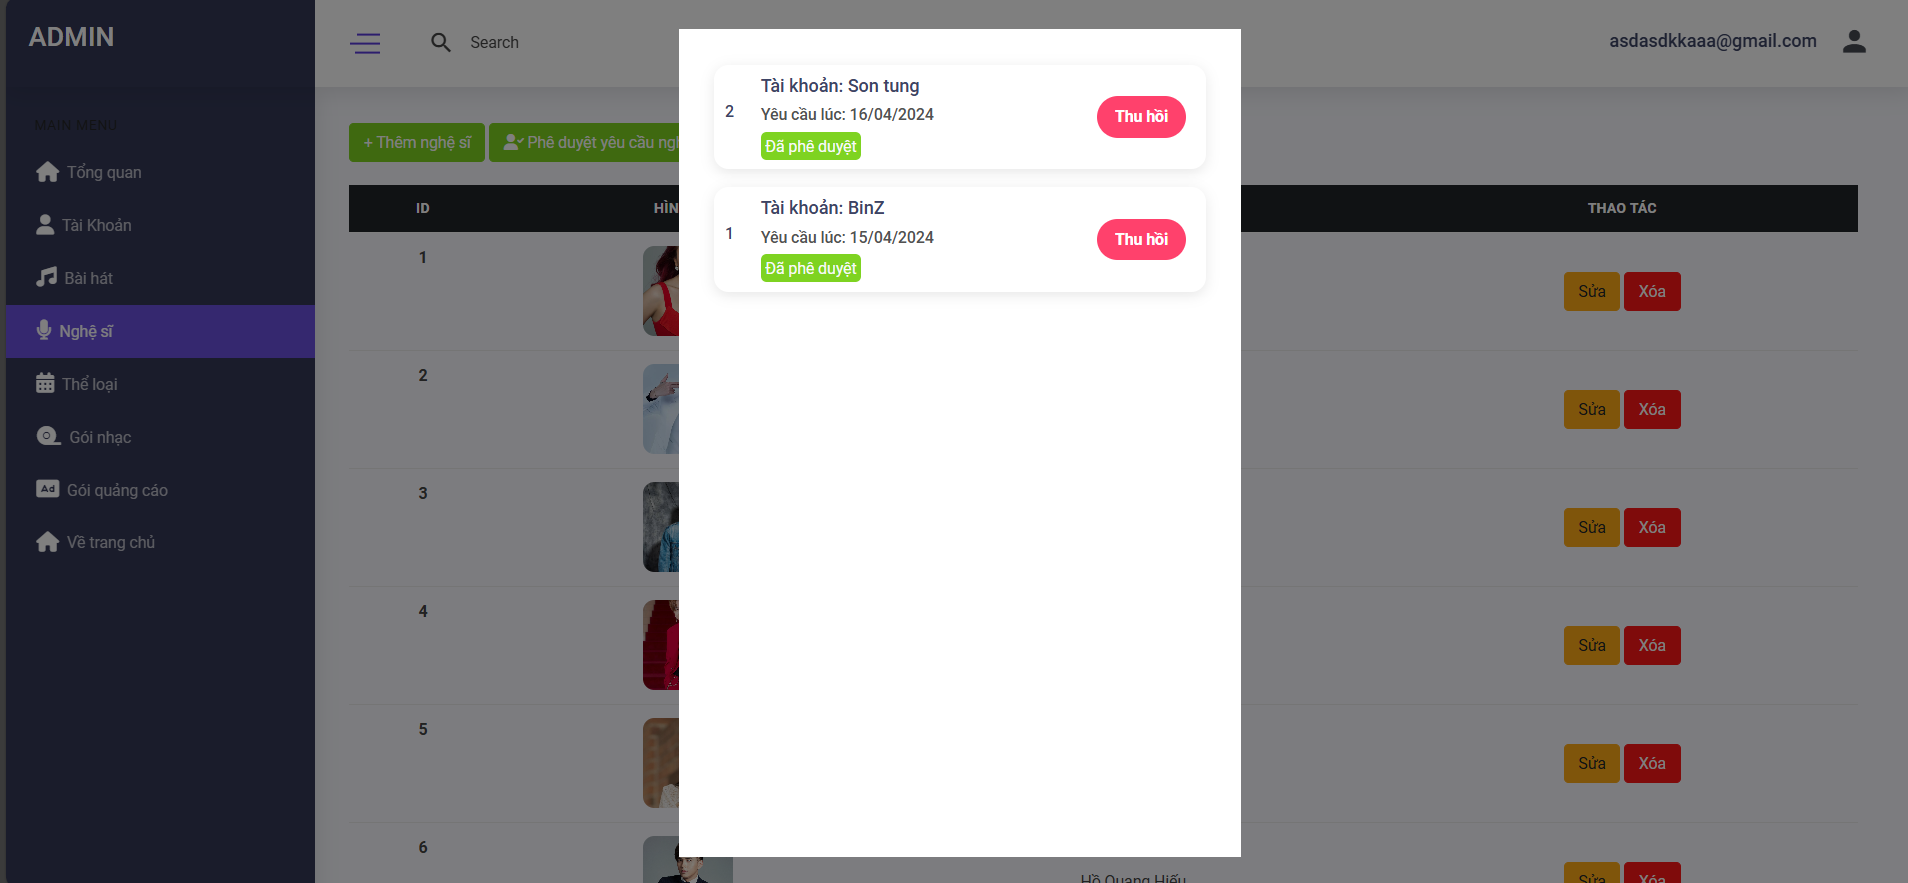 ADMIN
MAIN MENU
Tổng quan
Tài Khoản
Bài hát
Nghệ sĩ
Thể loại
Ad Gói quảng cáo
Gói nhạc
Về trang chủ
Search
asdasdkkaaa@gmail.com
+ Thêm nghệ sĩ
Phê duyệt yêu cầu
ID
THAO TÁC
1
Sửa Xóa
2
Sửa Xóa
3
Sửa Xóa
4
Sửa Xóa
5
Sửa Xóa
6
Hồ Quang Hiếu
Sửa Xóa
2
Tài khoản: Son tung
Yêu cầu lúc: 16/04/2024
Đã phê duyệt
Thu hồi
1
Tài khoản: BinZ
Yêu cầu lúc: 15/04/2024
Đã phê duyệt
Thu hồi